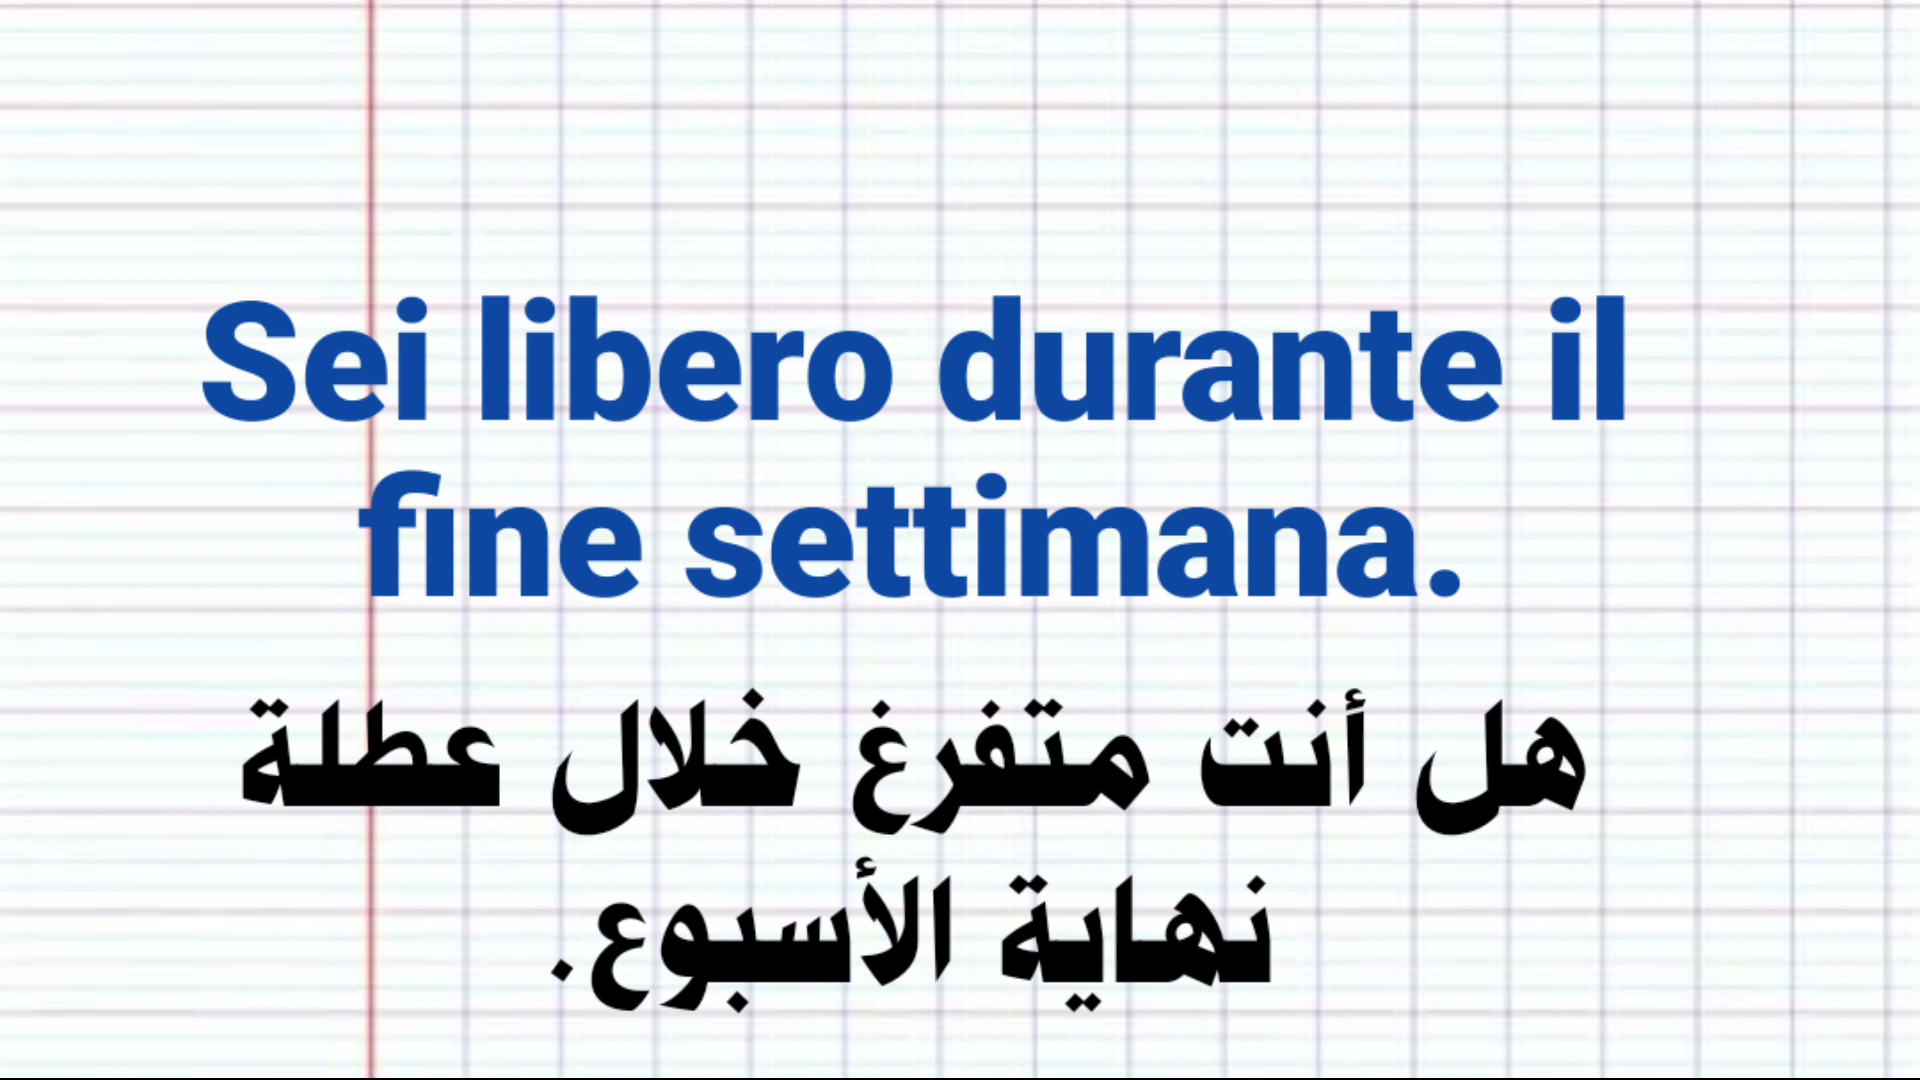 Sei libero durante il
fine settimana.
هل أنت متفرغ خلال عطلة
نهاية الأسبوع.